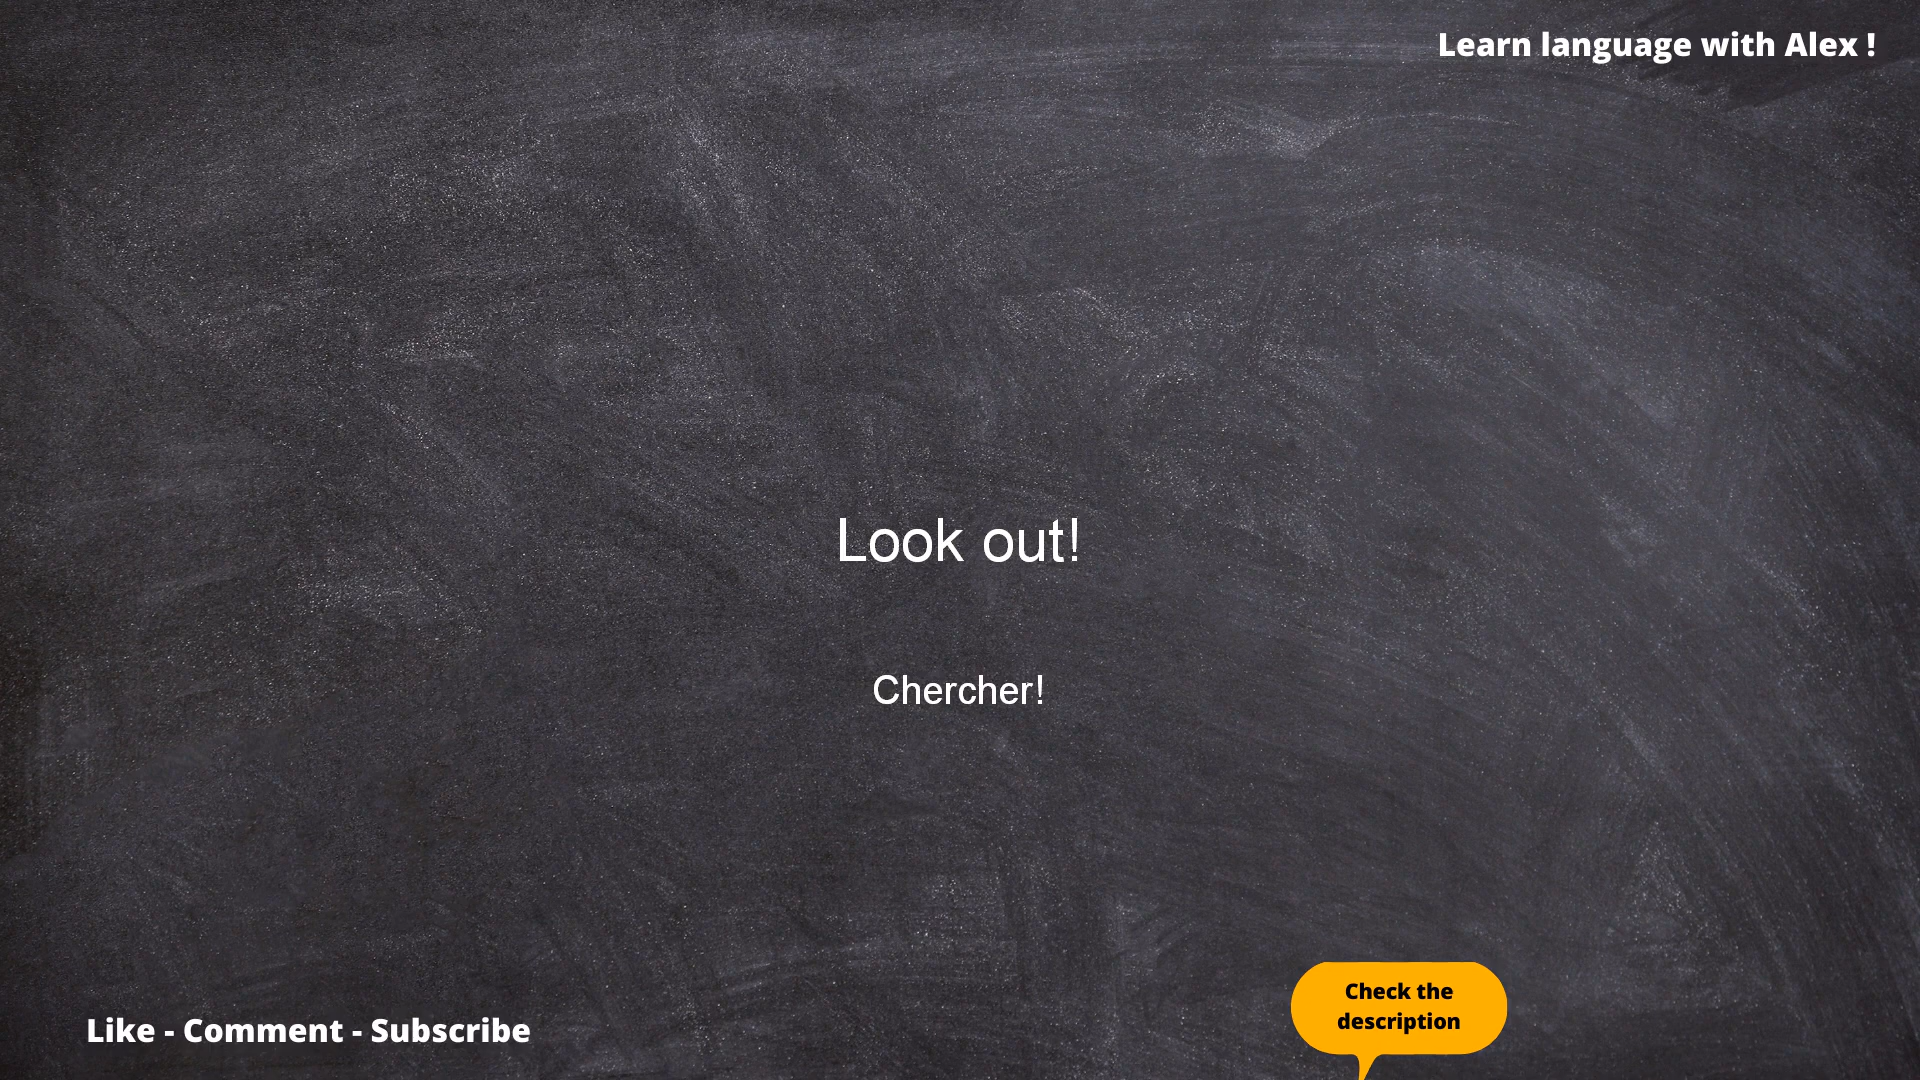 Learn language with Alex !
Look out!
Chercher!
Check the
description
Like - Comment - Subscribe